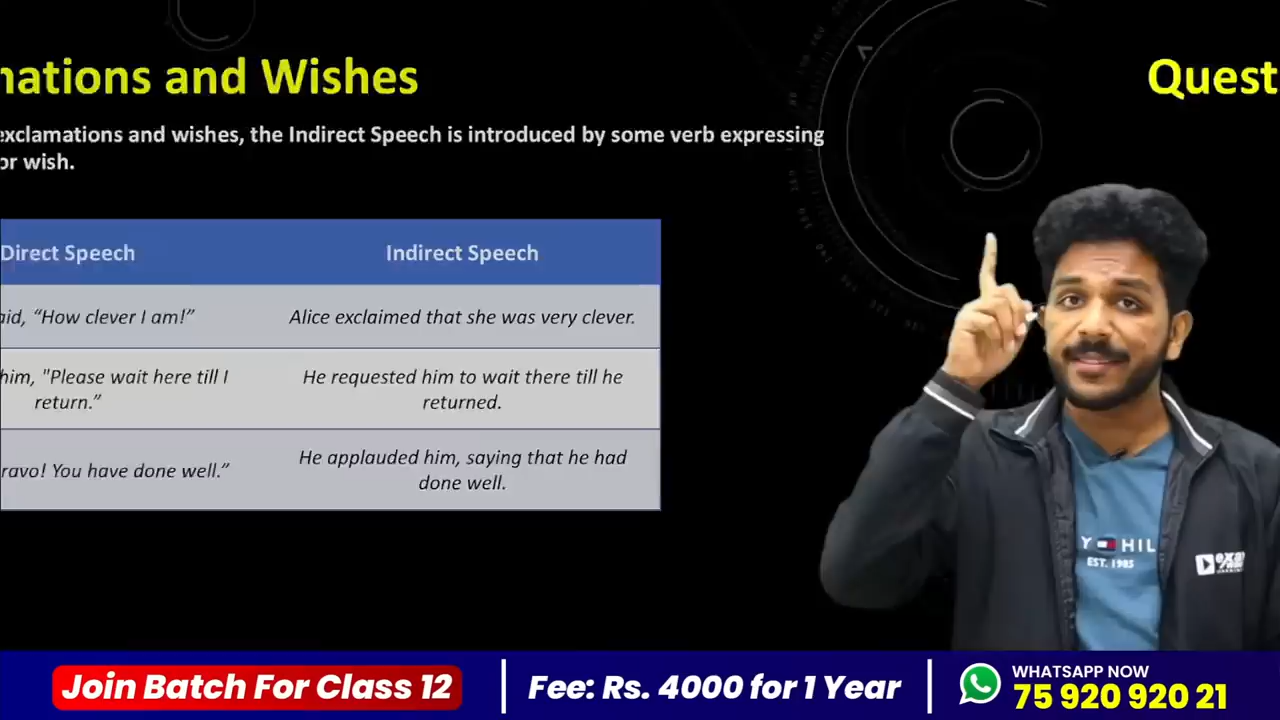 nations and Wishes
Quest
exclamations and wishes, the Indirect Speech is introduced by some verb expressing
or wish.
Direct Speech
Indirect Speech
aid, “How clever I am!”
Alice exclaimed that she was very clever.
him, "Please wait here till I
return.”
He requested him to wait there till he
returned.
ravo! You have done well.”
He applauded him, saying that he had
done well.
Y HIL
EST. 1985
Join Batch For Class 12
Fee: Rs. 4000 for 1 Year
WHATSAPP NOW
75 920 920 21